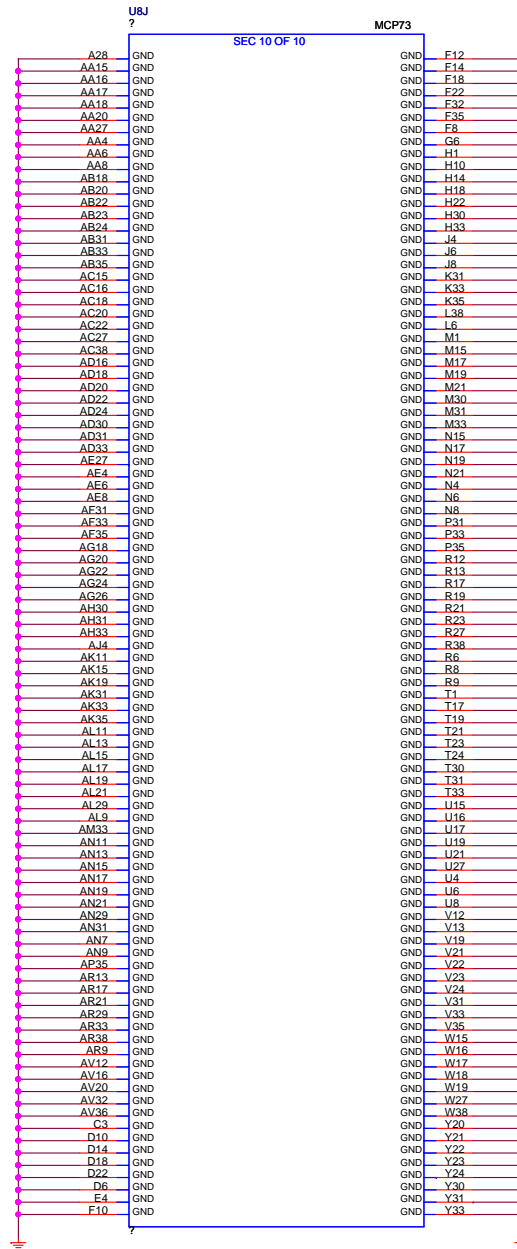 U8J
?
MCP73
SEC 10 OF 10
A28 GND GND F12
AA15 GND GND F14
AA16 GND GND F18
AA17 GND GND F22
AA18 GND GND F32
AA20 GND GND F35
AA27 GND GND F8
AA4 GND GND G6
AA6 GND GND H1
AA8 GND GND H10
AB18 GND GND H14
AB20 GND GND H18
AB22 GND GND H22
AB23 GND GND H30
AB24 GND GND H33
AB31 GND GND J4
AB33 GND GND J6
AB35 GND GND J8
AC15 GND GND K31
AC16 GND GND K33
AC18 GND GND K35
AC20 GND GND L38
AC22 GND GND L6
AC27 GND GND M1
AC38 GND GND M15
AD16 GND GND M17
AD18 GND GND M19
AD20 GND GND M21
AD22 GND GND M30
AD24 GND GND M31
AD30 GND GND M33
AD31 GND GND N15
AD33 GND GND N17
AE27 GND GND N19
AE4 GND GND N21
AE6 GND GND N4
AE8 GND GND N6
AF31 GND GND N8
AF33 GND GND P31
AF35 GND GND P33
AG18 GND GND P35
AG20 GND GND R12
AG22 GND GND R13
AG24 GND GND R17
AG26 GND GND R19
AH30 GND GND R21
AH31 GND GND R23
AH33 GND GND R27
AJ4 GND GND R38
AK11 GND GND R6
AK15 GND GND R8
AK19 GND GND R9
AK31 GND GND T1
AK33 GND GND T17
AK35 GND GND T19
AL11 GND GND T21
AL13 GND GND T23
AL15 GND GND T24
AL17 GND GND T30
AL19 GND GND T31
AL21 GND GND T33
AL29 GND GND U15
AL9 GND GND U16
AM33 GND GND U17
AN11 GND GND U19
AN13 GND GND U21
AN15 GND GND U27
AN17 GND GND U4
AN19 GND GND U6
AN21 GND GND U8
AN29 GND GND V12
AN31 GND GND V13
AN7 GND GND V19
AN9 GND GND V21
AP35 GND GND V22
AR13 GND GND V23
AR17 GND GND V24
AR21 GND GND V31
AR29 GND GND V33
AR33 GND GND V35
AR38 GND GND W15
AR9 GND GND W16
AV12 GND GND W17
AV16 GND GND W18
AV20 GND GND W19
AV32 GND GND W27
AV36 GND GND W38
C3 GND GND Y20
D10 GND GND Y21
D14 GND GND Y22
D18 GND GND Y23
D22 GND GND Y24
D6 GND GND Y30
E4 GND GND Y31
F10 GND GND Y33
?